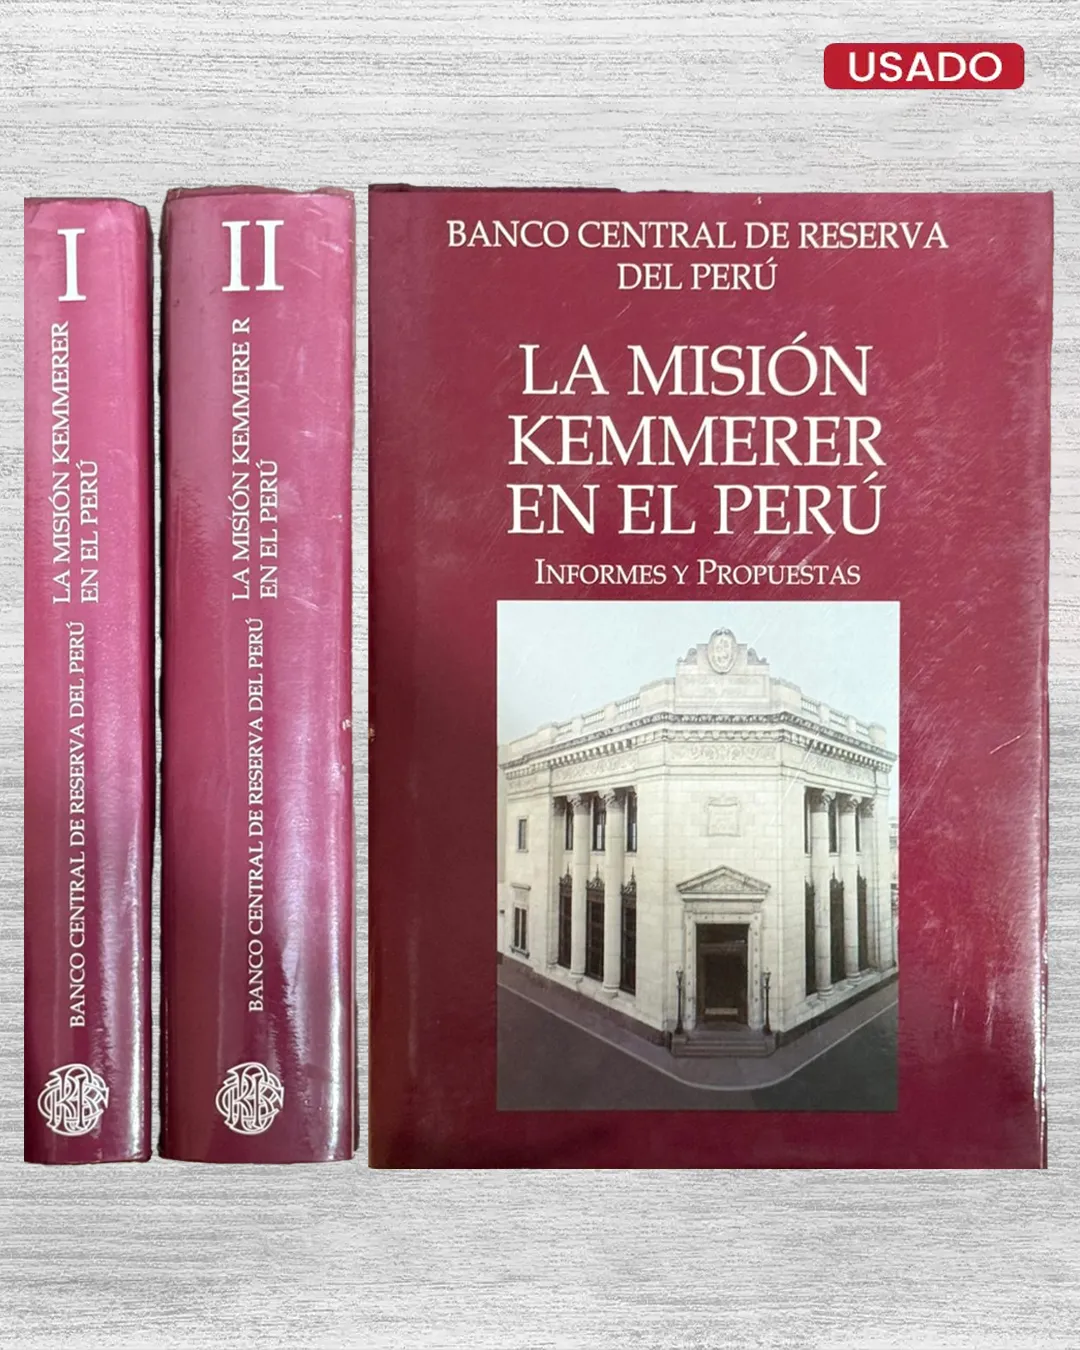 USADO
I
LA MISIÓN KEMMERER
EN EL PERÚ
BANCO CENTRAL DE RESERVA DEL PERÚ
II
LA MISIÓN KEMMERE R
EN EL PERÚ
BANCO CENTRAL DE RESERVA DEL PERÚ
BANCO CENTRAL DE RESERVA
DEL PERÚ
LA MISIÓN
KEMMERER
EN EL PERÚ
INFORMES Y PROPUESTAS